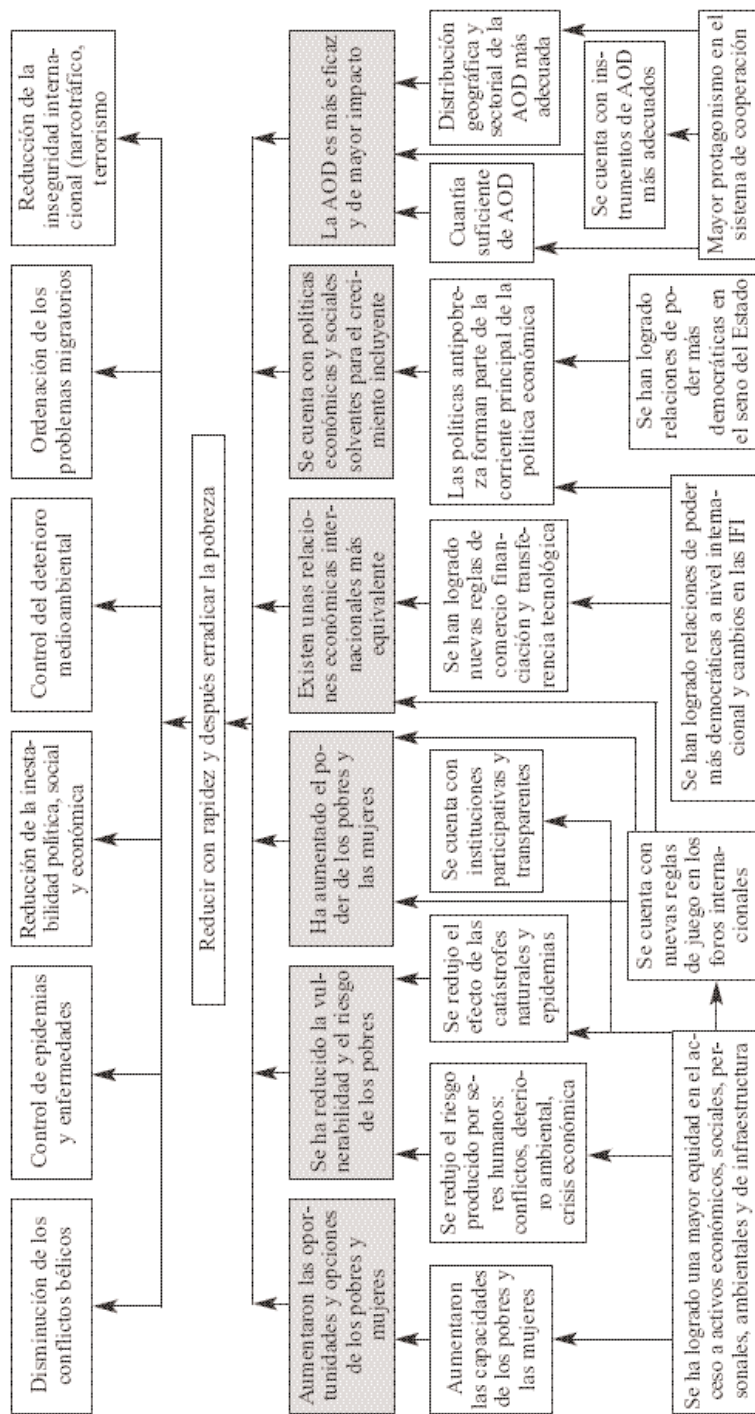 Disminución de los
conflictos bélicos
Control de epidemias
y enfermedades
Reducción de la inesta-
bilidad política, social
y económica
Control del deterioro
medioambiental
Ordenación de los
problemas migratorios
Reducción de la
inseguridad interna-
cional (narcotráfico,
terrorismo
Reducir con rapidez y después erradicar la pobreza
Aumentaron las opor-
tunidades y opciones
de los pobres y
mujeres
Se ha reducido la vul-
nerabilidad y el riesgo
de los pobres
Ha aumentado el po-
der de los pobres y
las mujeres
Existen unas relacio-
nes económicas inter-
nacionales más
equivalente
Se cuenta con políticas
económicas y sociales
solventes para el creci-
miento incluyente
La AOD es más eficaz
y de mayor impacto
Aumentaron
las capacidades
de los pobres y
las mujeres
Se redujo el riesgo
producido por se-
res humanos:
conflictos, deterio-
ro ambiental,
crisis económica
Se redujo el
efecto de las
catástrofes
naturales y
epidemias
Se cuenta con
instituciones
participativas y
transparentes
Se han logrado
nuevas reglas de
comercio finan-
ciación y transfe-
rencia tecnológica
Las políticas antipobre-
za forman parte de la
corriente principal de la
política económica
Cuantía
suficiente
de AOD
Se cuenta con ins-
trumentos de AOD
más adecuados
Distribución
geográfica y
sectorial de la
AOD más
adecuada
Se ha logrado una mayor equidad en el ac-
ceso a activos económicos, sociales, per-
sonales, ambientales y de infraestructura
Se cuenta con
nuevas reglas
de juego en los
foros interna-
cionales
Se han logrado relaciones de poder
más democráticas a nivel interna-
cional y cambios en las IFI
Se han logrado
relaciones de po-
der más
democráticas en
el seno del Estado
Mayor protagonismo en el
sistema de cooperación